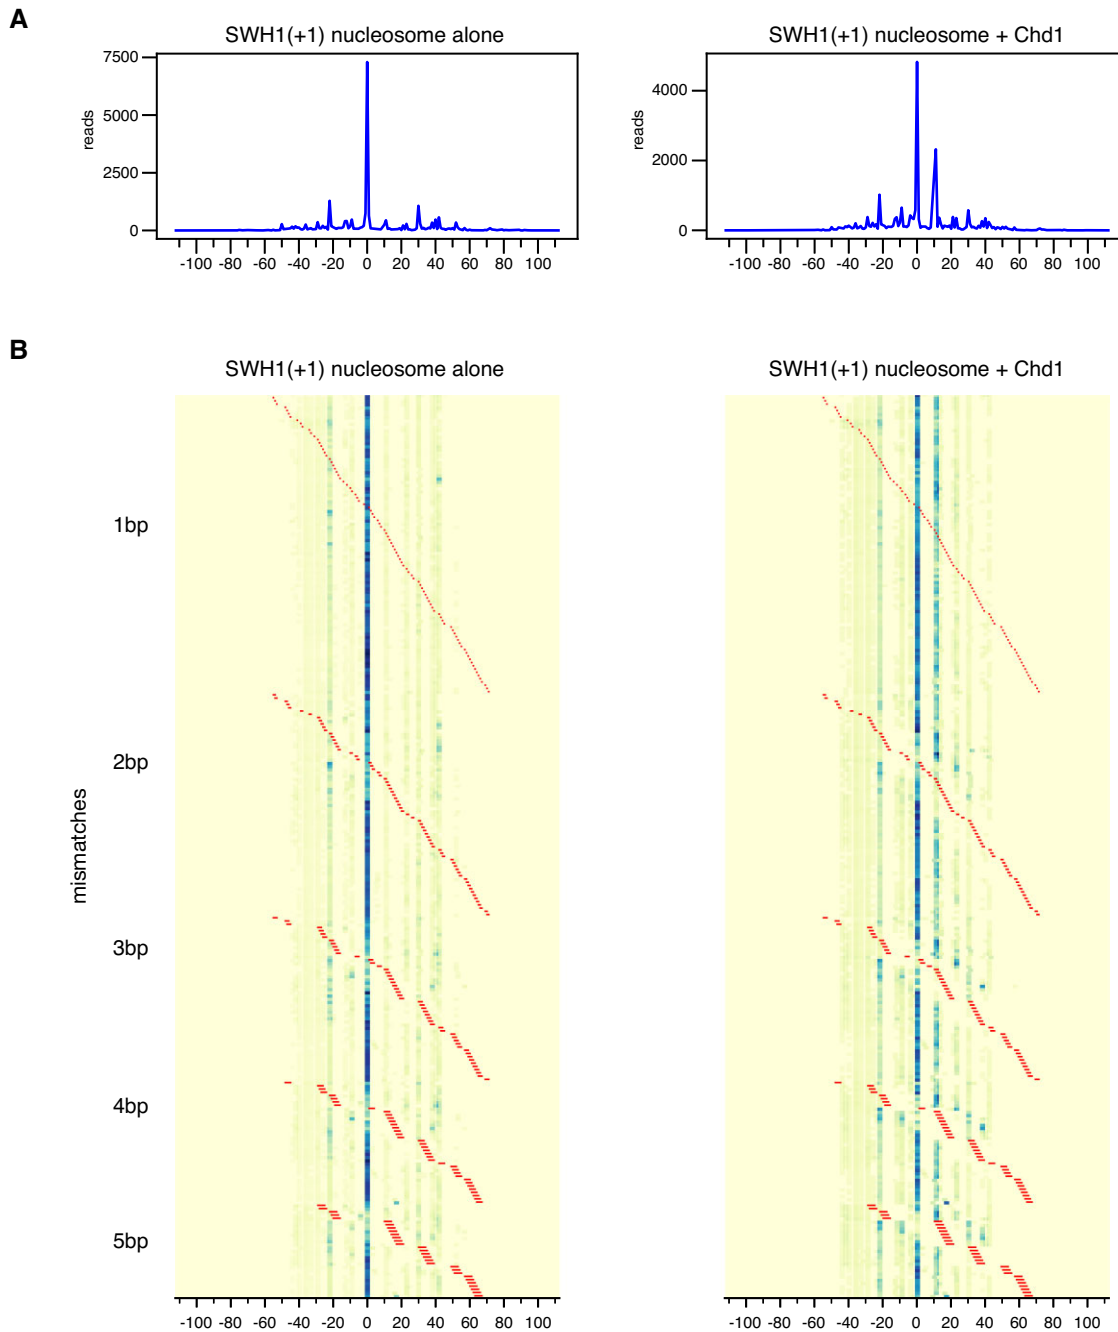 A
SWH1(+1) nucleosome alone
SWH1(+1) nucleosome + Chd1
7500
5000
2500
0
reads
-100 -80 -60 -40 -20 0 20 40 60 80 100
4000
2000
0
reads
-100 -80 -60 -40 -20 0 20 40 60 80 100
B
SWH1(+1) nucleosome alone
SWH1(+1) nucleosome + Chd1
mismatches
1bp
2bp
3bp
4bp
5bp
-100 -80 -60 -40 -20 0 20 40 60 80 100
-100 -80 -60 -40 -20 0 20 40 60 80 100